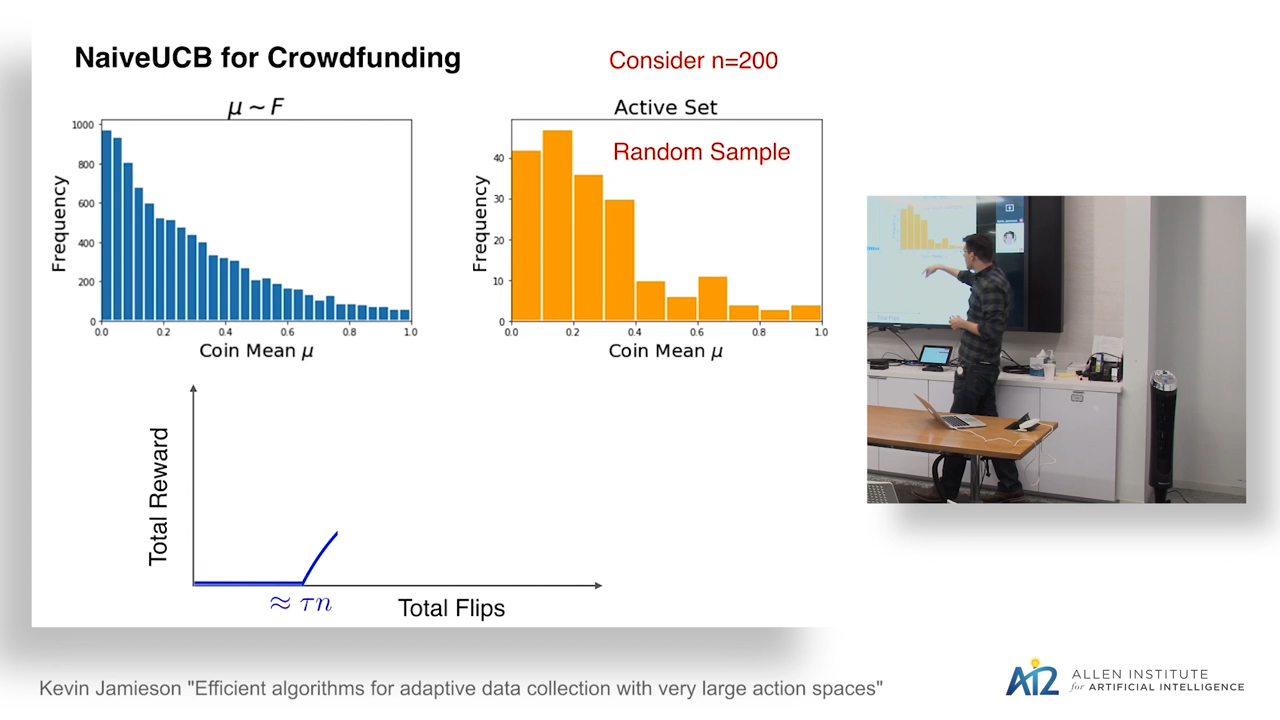 NaiveUCB for Crowdfunding
Consider n=200
μ ~ F
1000
800
600
400
200
0
0.0 0.2 0.4 0.6 0.8 1.0
Frequency
Coin Mean μ
Active Set
Random Sample
40
30
20
10
0
0.0 0.2 0.4 0.6 0.8 1.0
Frequency
Coin Mean μ
Total Reward
≈ τn
Total Flips
Kevin Jamieson "Efficient algorithms for adaptive data collection with very large action spaces"
AI2
ALLEN INSTITUTE
for ARTIFICIAL INTELLIGENCE